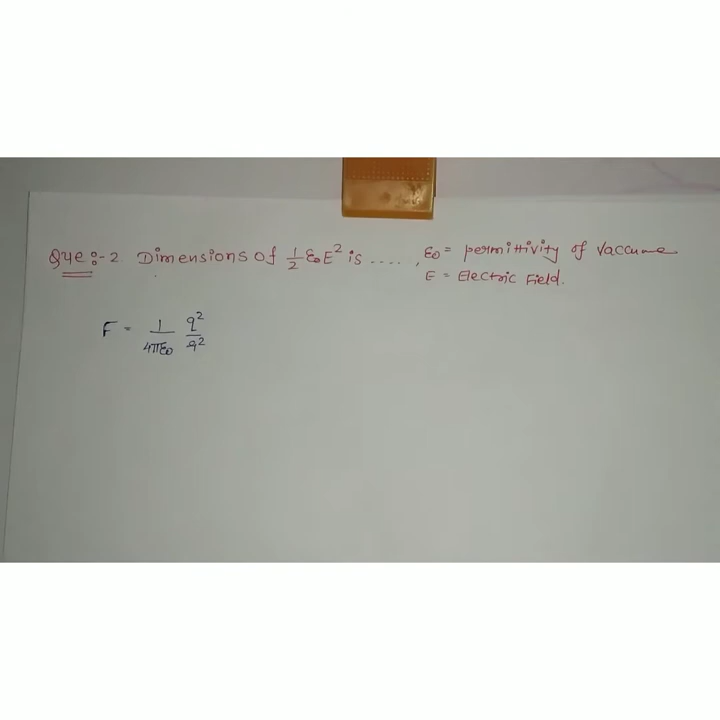 Que:-2. Dimensions of 1/2 ε0E² is ....., ε0 = permittivity of vaccume
E = Electric Field.
F = 1/4πε0 q²/r²